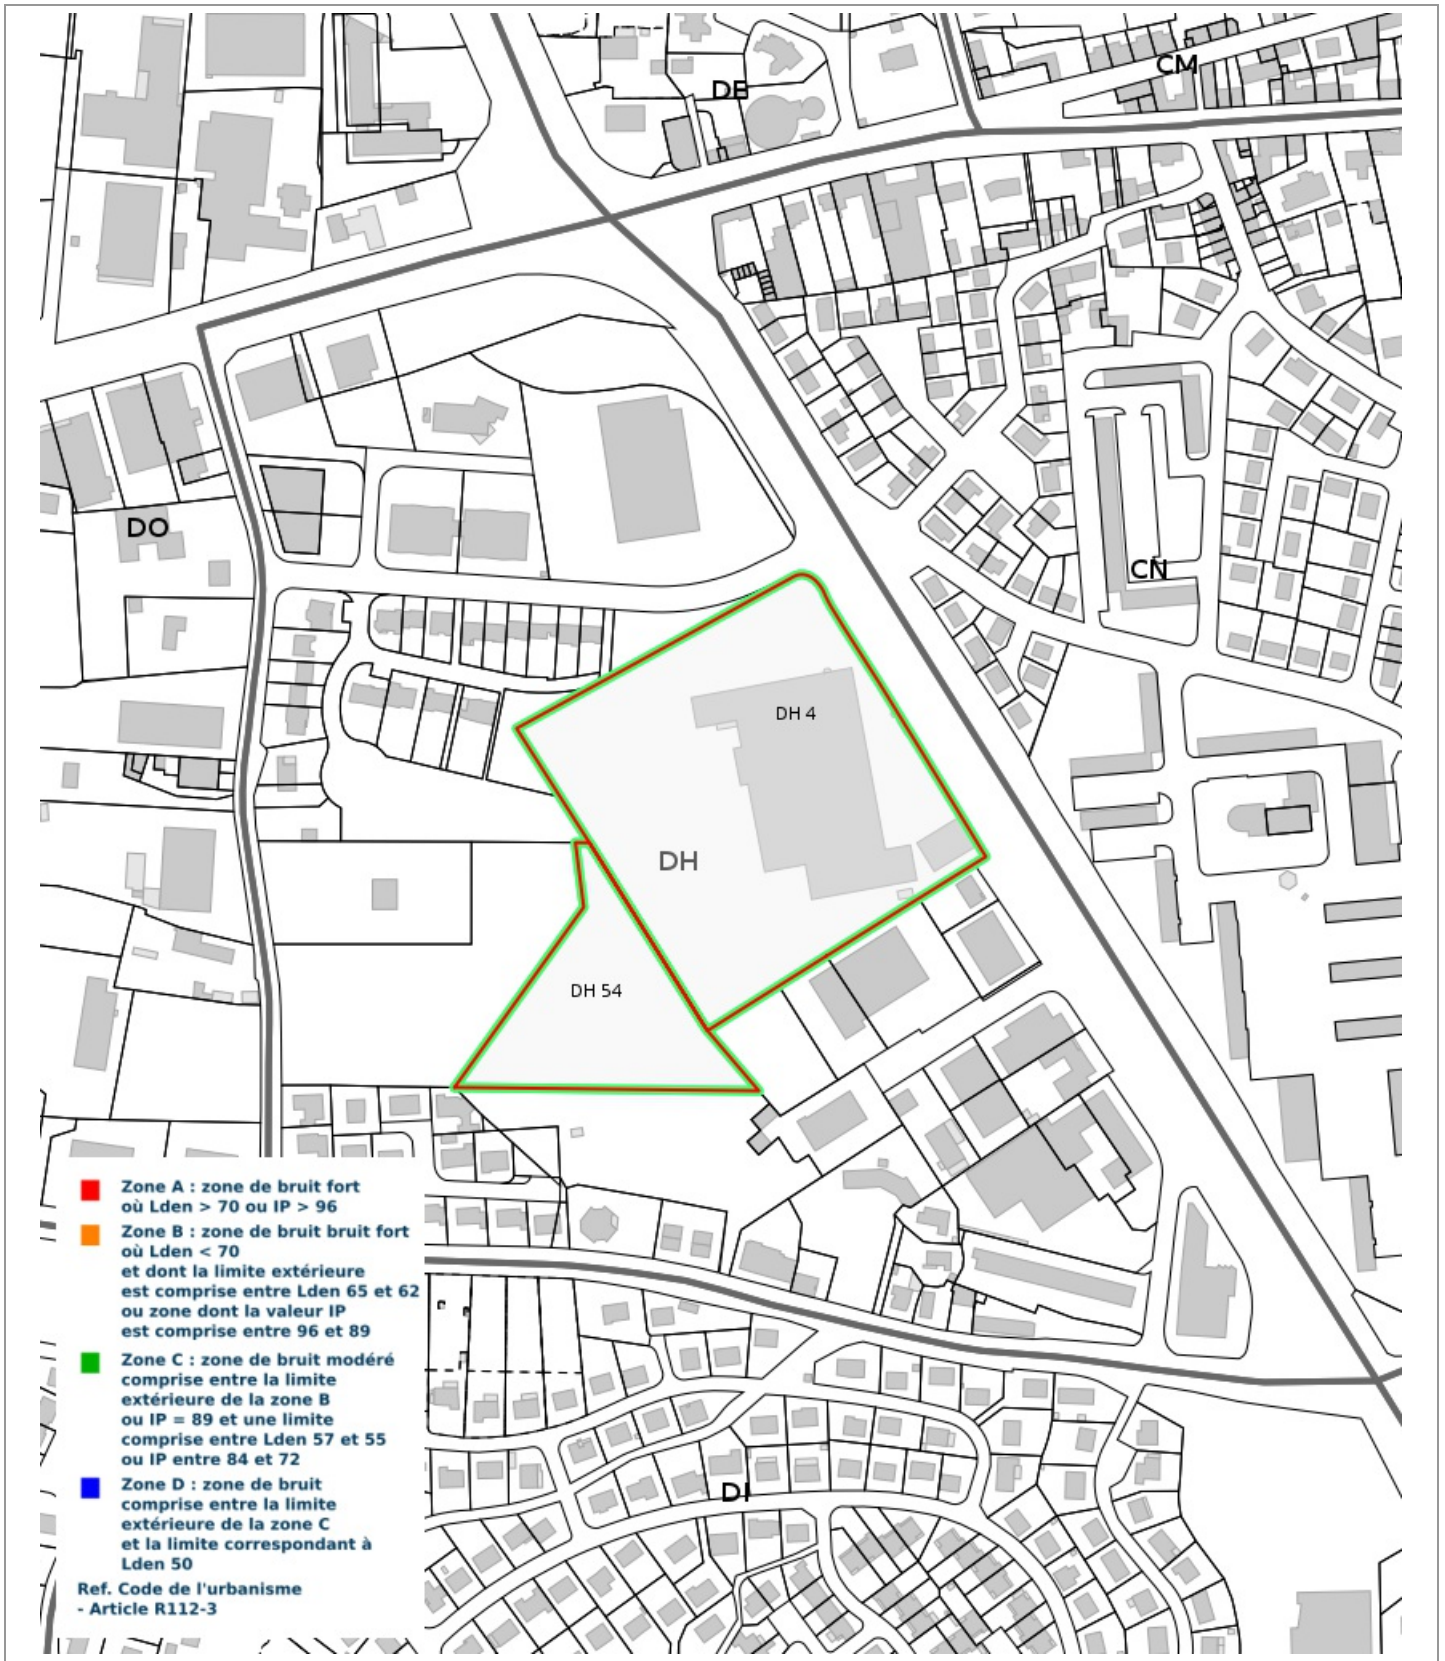 CM
DE
DO
CN
DH 4
DH
DH 54
Zone A : zone de bruit fort
où Lden > 70 ou IP > 96
Zone B : zone de bruit bruit fort
où Lden < 70
et dont la limite extérieure
est comprise entre Lden 65 et 62
ou zone dont la valeur IP
est comprise entre 96 et 89
Zone C : zone de bruit modéré
comprise entre la limite
extérieure de la zone B
ou IP = 89 et une limite
comprise entre Lden 57 et 55
ou IP entre 84 et 72
Zone D : zone de bruit
comprise entre la limite
extérieure de la zone C
et la limite correspondant à
Lden 50
Ref. Code de l'urbanisme
- Article R112-3
DI